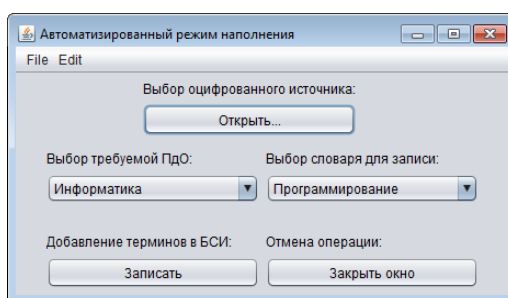 Автоматизированный режим наполнения
File Edit
Выбор оцифрованного источника:
Открыть...
Выбор требуемой ПдО: Выбор словаря для записи:
Информатика Программирование
Добавление терминов в БСИ: Отмена операции:
Записать Закрыть окно